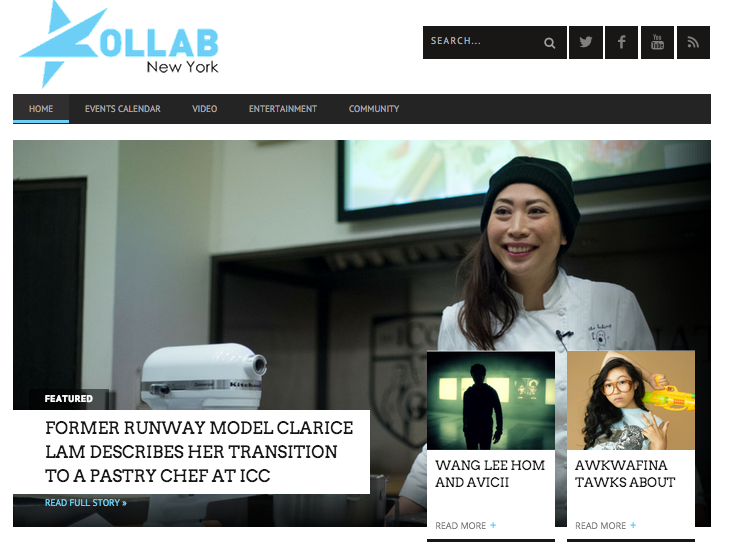 KOLLAB
New York
SEARCH...
You
Tube
HOME
EVENTS CALENDAR
VIDEO
ENTERTAINMENT
COMMUNITY
KitchenAid
FEATURED
FORMER RUNWAY MODEL CLARICE
LAM DESCRIBES HER TRANSITION
TO A PASTRY CHEF AT ICC
READ FULL STORY »
WANG LEE HOM
AND AVICII
READ MORE +
AWKWAFINA
TAWKS ABOUT
READ MORE +